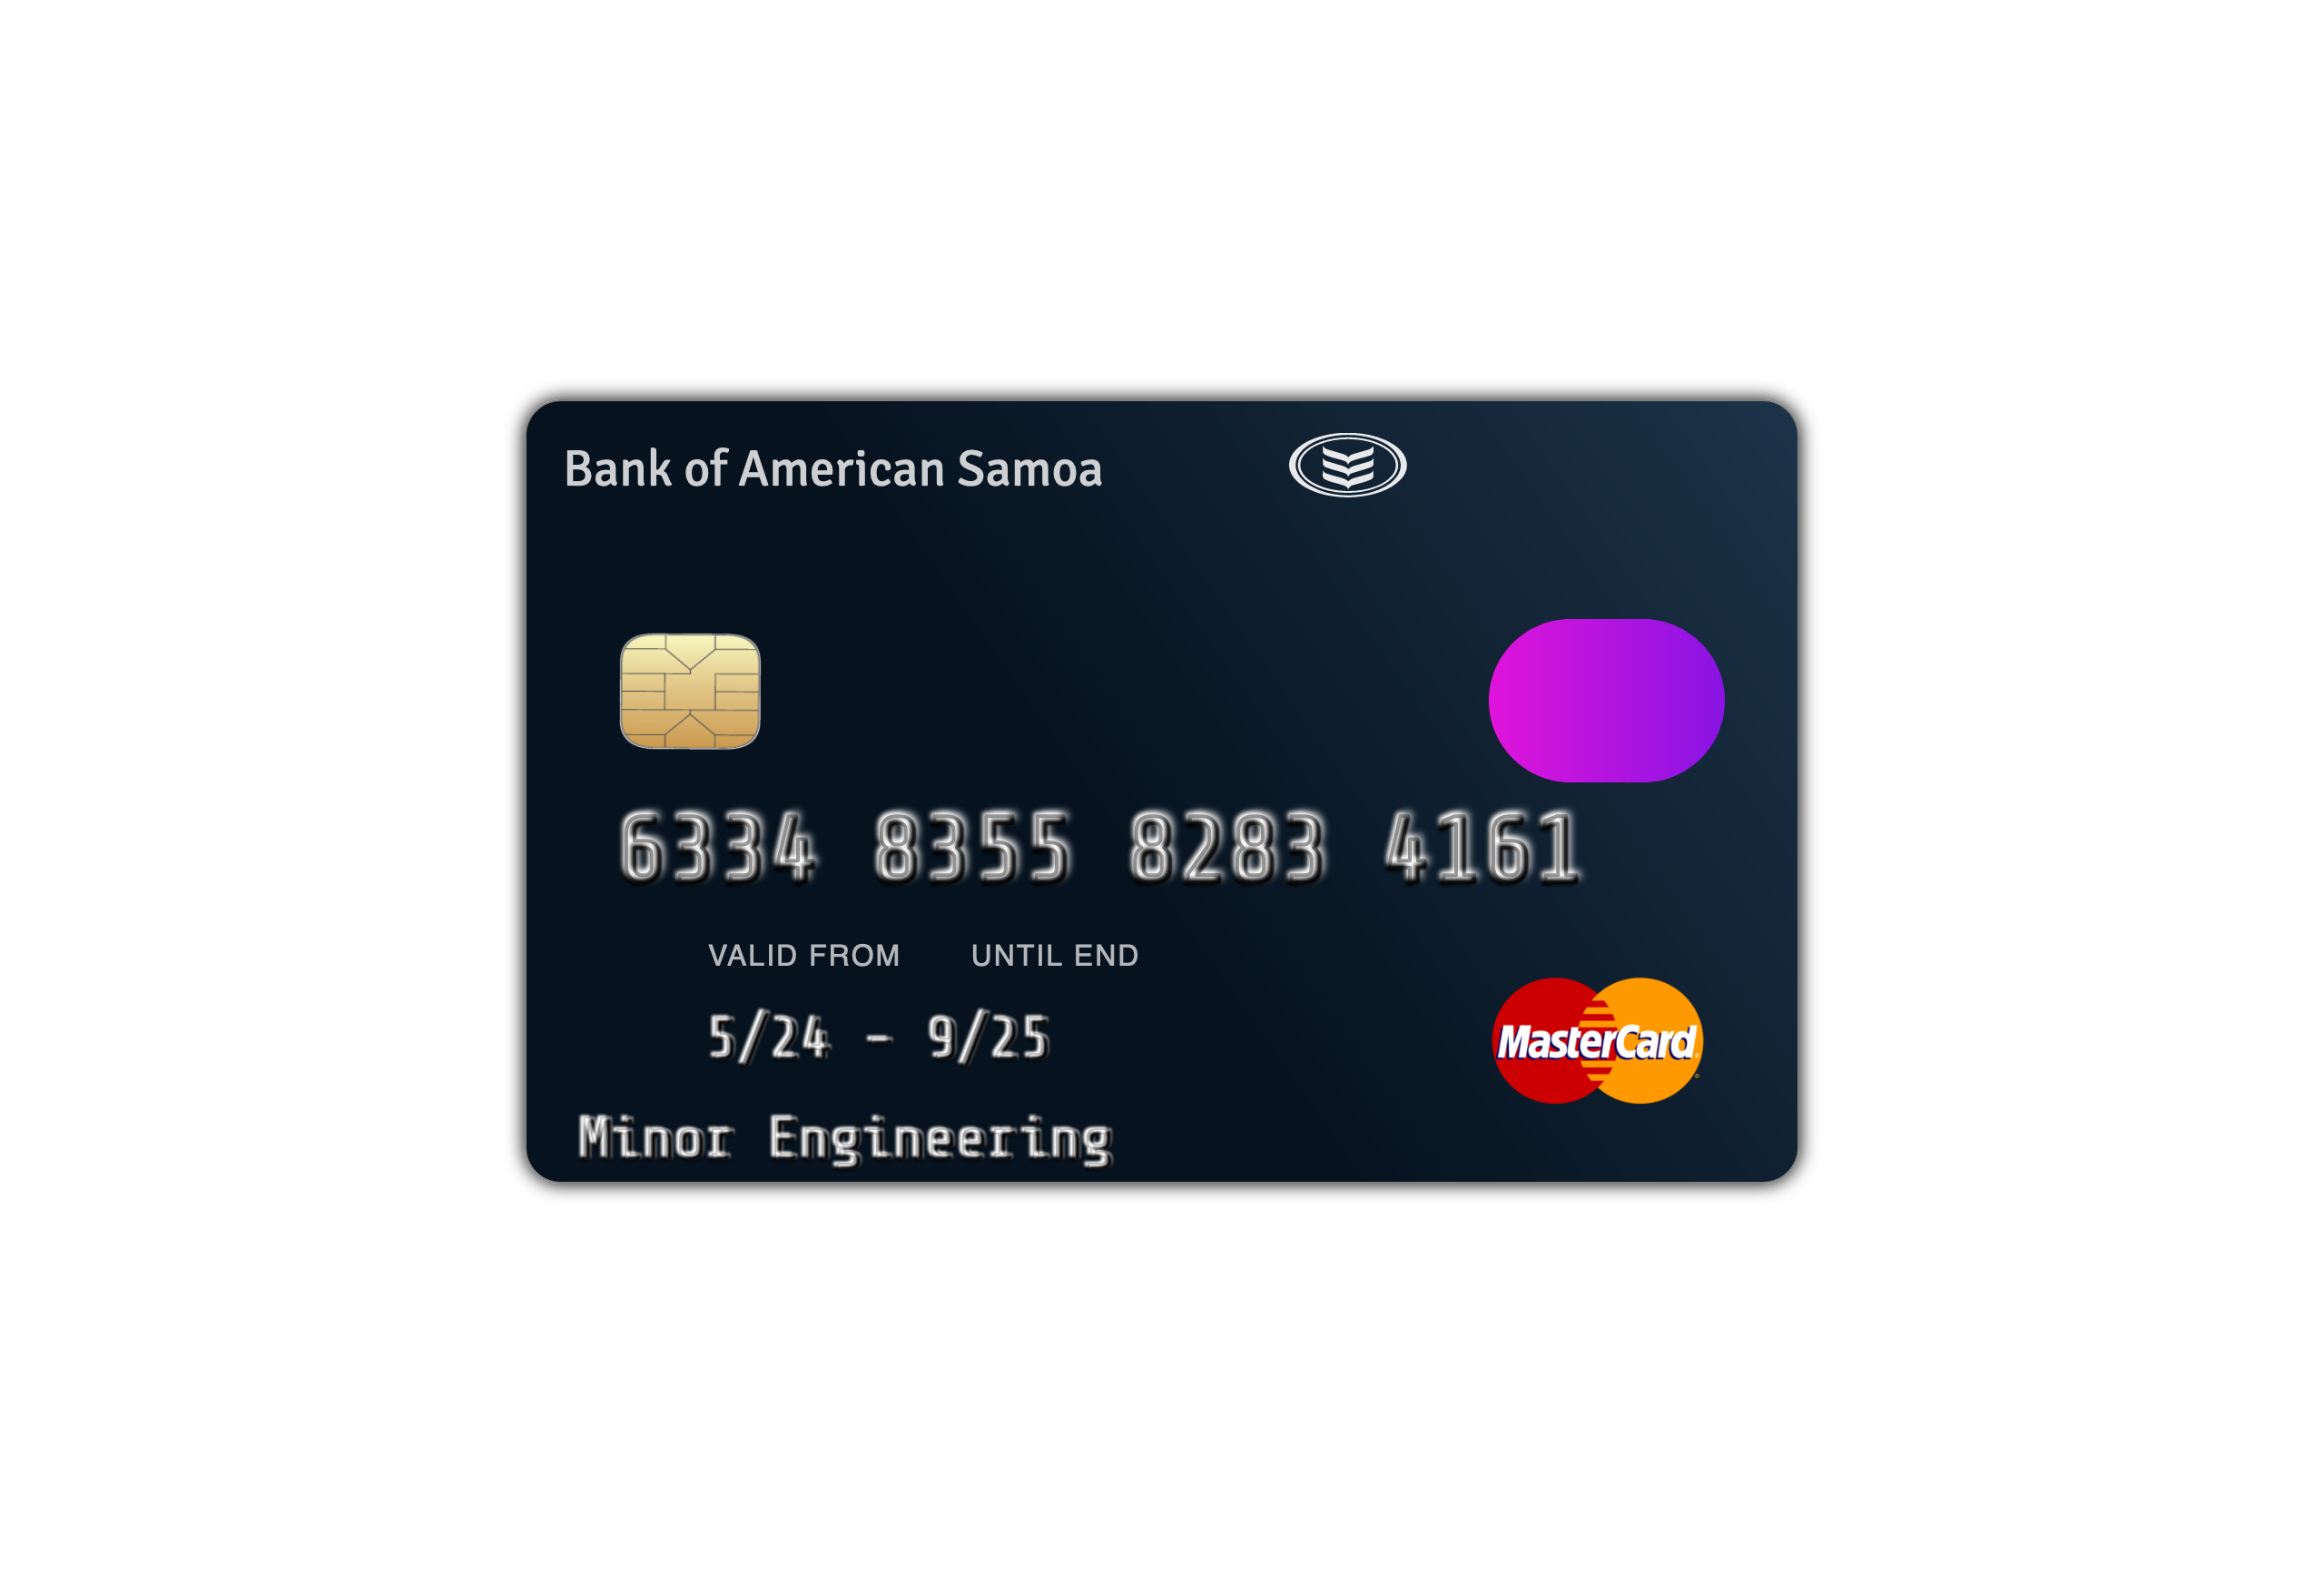 Bank of American Samoa
6334 8355 8283 4161
VALID FROM UNTIL END
5/24 - 9/25
MasterCard
Minor Engineering